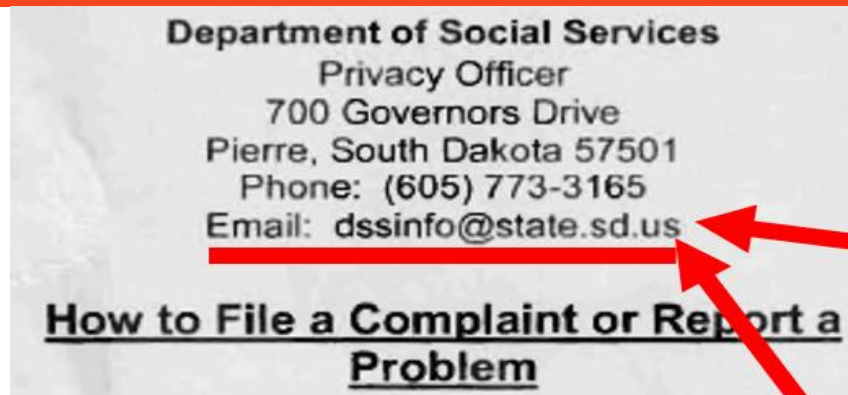 Department of Social Services
Privacy Officer
700 Governors Drive
Pierre, South Dakota 57501
Phone: (605) 773-3165
Email: dssinfo@state.sd.us
How to File a Complaint or Report a
Problem